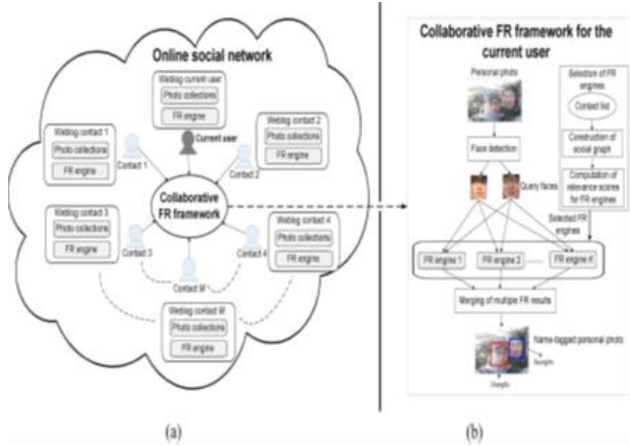 Online social network
Weblog current user
Photo collections
FR engine
Current user
Weblog contact 1
Photo collections
FR engine
Contact 1
Weblog contact 2
Photo collections
FR engine
Contact 2
Collaborative
FR framework
Weblog contact 3
Photo collections
FR engine
Contact 3
Weblog contact 4
Photo collections
FR engine
Contact 4
Contact M
Weblog contact M
Photo collections
FR engine
(a)
Collaborative FR framework for the
current user
Personal photo
Face detection
Query faces
Selection of FR
engines
Contact list
Construction of
social graph
Computation of
relevance scores
for FR engines
Selected FR
engines
FR engine 1
FR engine 2
FR engine K
Merging of multiple FR results
Name-tagged personal photo
(b)